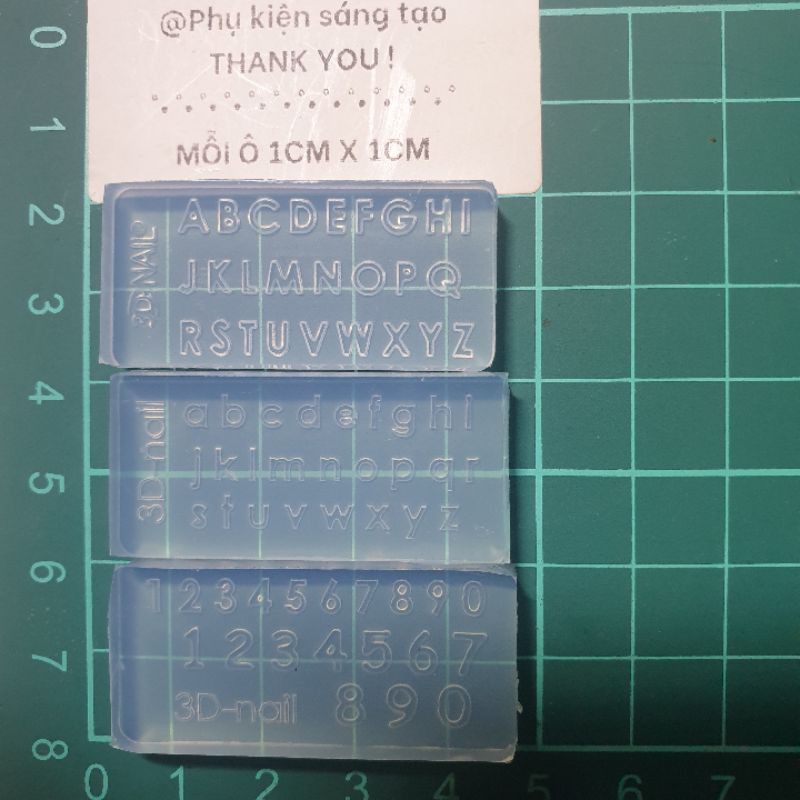 @Phụ kiện sáng tạo
THANK YOU!
MỖI Ô 1CM X 1CM
3D-NAIL
ABCDEFGHI
JKLMNOPQ
RSTUVWXYZ
3D-nail
abcdefghi
jklmnopqr
stuvwxyz
1234567890
1234567
3D-nail 890
0
1
2
3
4
5
6
7
8
0 1 2 3 4 5 6 7